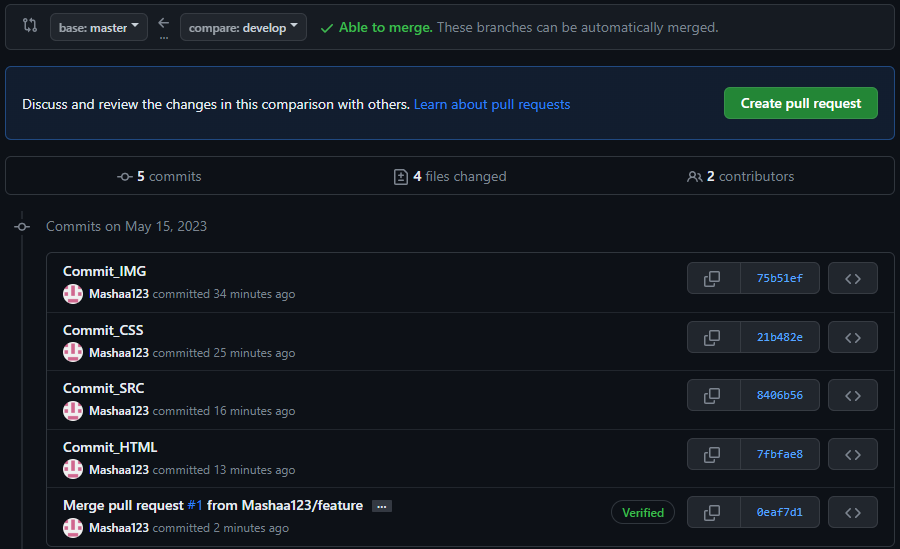 base: master compare: develop Able to merge. These branches can be automatically merged.
...
Discuss and review the changes in this comparison with others. Learn about pull requests Create pull request
5 commits 4 files changed 2 contributors
Commits on May 15, 2023
Commit_IMG
75b51ef
Mashaa123 committed 34 minutes ago
Commit_CSS
21b482e
Mashaa123 committed 25 minutes ago
Commit_SRC
8406b56
Mashaa123 committed 16 minutes ago
Commit_HTML
7fbfae8
Mashaa123 committed 13 minutes ago
Merge pull request #1 from Mashaa123/feature ...
Verified 0eaf7d1
Mashaa123 committed 2 minutes ago